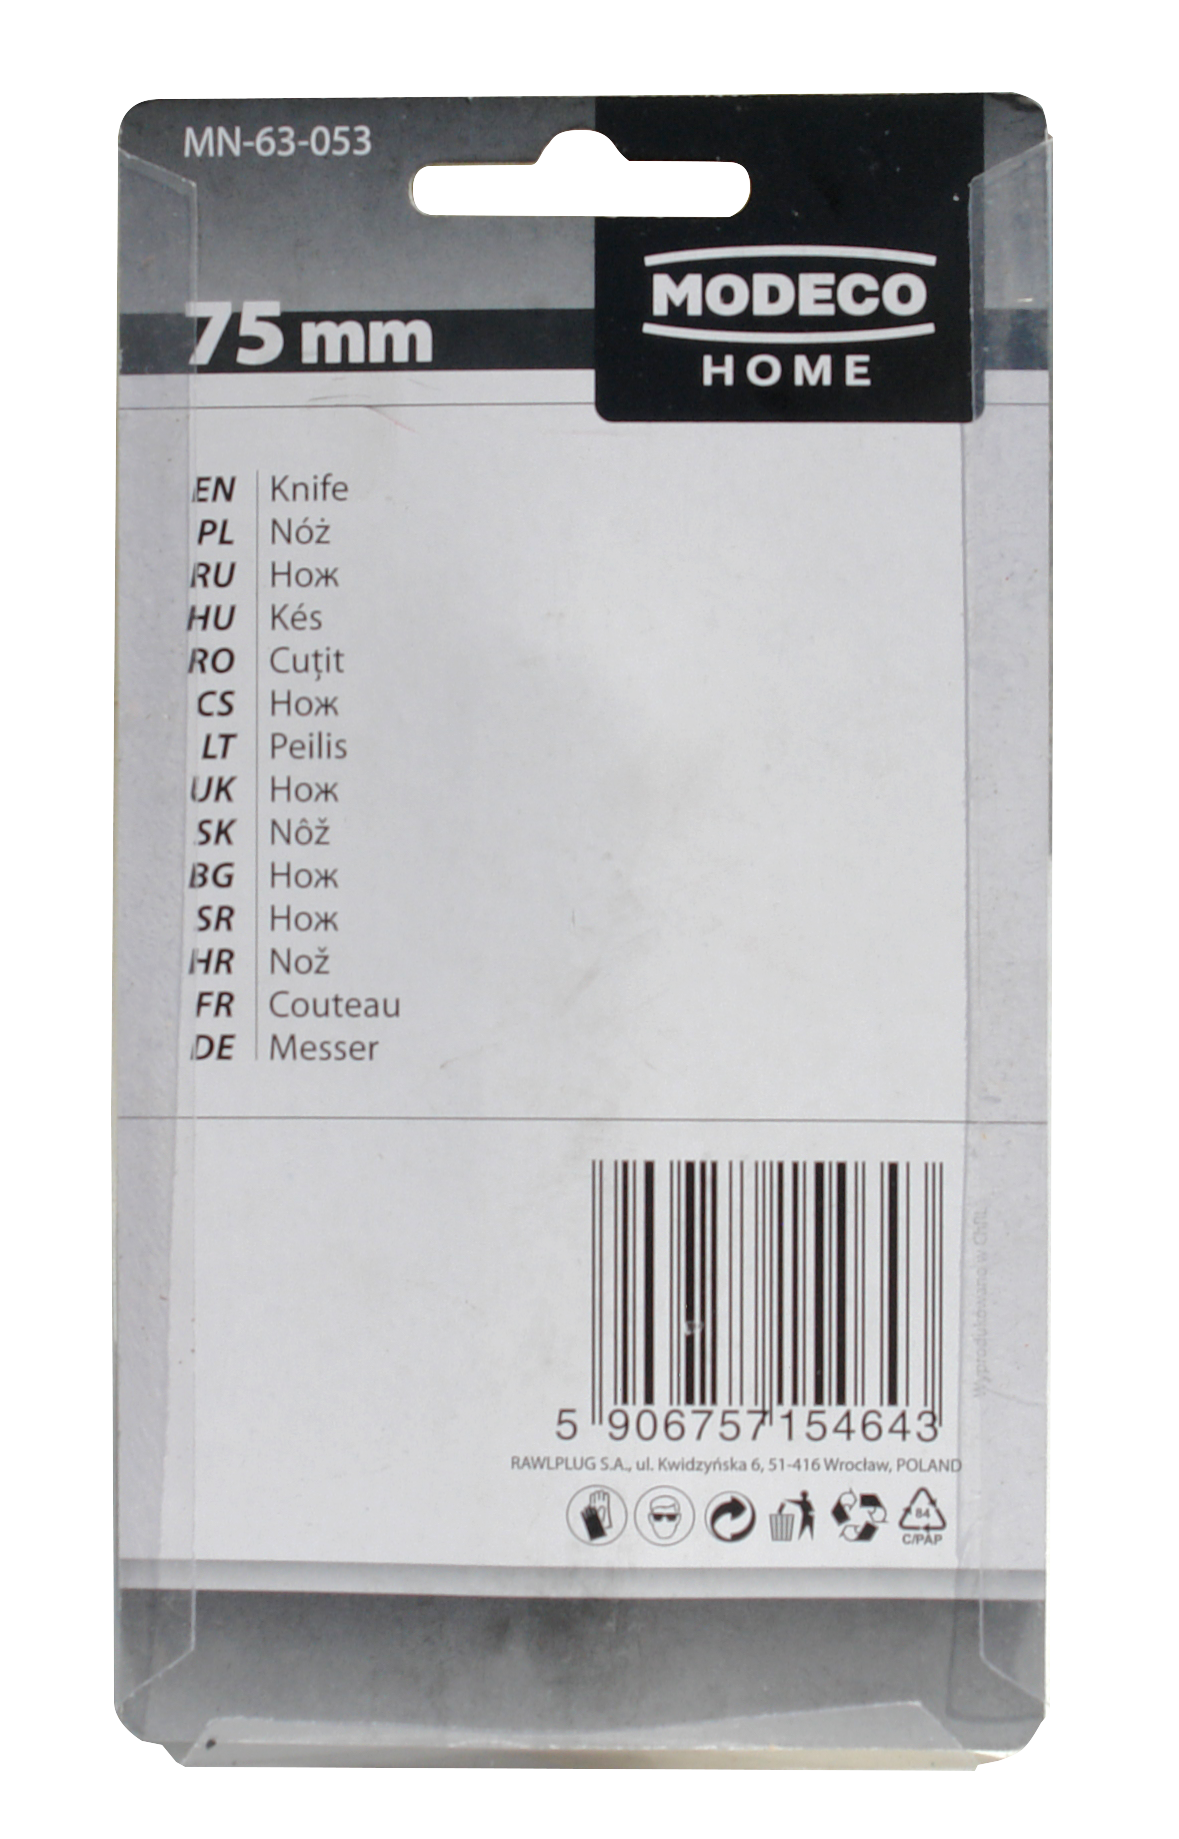 MN-63-053
MODECO
HOME
75 mm
EN Knife
PL Nóż
RU Нож
HU Kés
RO Cuțit
CS Нож
LT Peilis
UK Нож
SK Nôž
BG Нож
SR Нож
HR Nož
FR Couteau
DE Messer
5 906757 154643
RAWLPLUG S.A., ul. Kwidzyńska 6, 51-416 Wrocław, POLAND
84
C/PAP
Wyprodukowano w